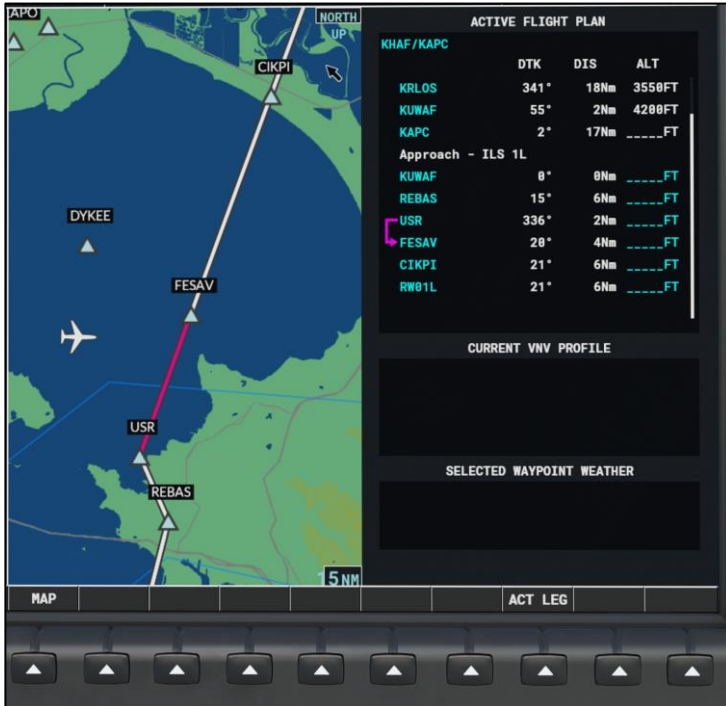 APO
NORTH
UP
CIKPI
DYKEE
FESAV
USR
REBAS
15NM
ACTIVE FLIGHT PLAN
KHAF/KAPC
DTK DIS ALT
KRLOS 341° 18Nm 3550FT
KUWAF 55° 2Nm 4200FT
KAPC 2° 17Nm _____FT
Approach - ILS 1L
KUWAF 0° 0Nm _____FT
REBAS 15° 6Nm _____FT
USR 336° 2Nm _____FT
FESAV 20° 4Nm _____FT
CIKPI 21° 6Nm _____FT
RW01L 21° 6Nm _____FT
CURRENT VNV PROFILE
SELECTED WAYPOINT WEATHER
MAP ACT LEG